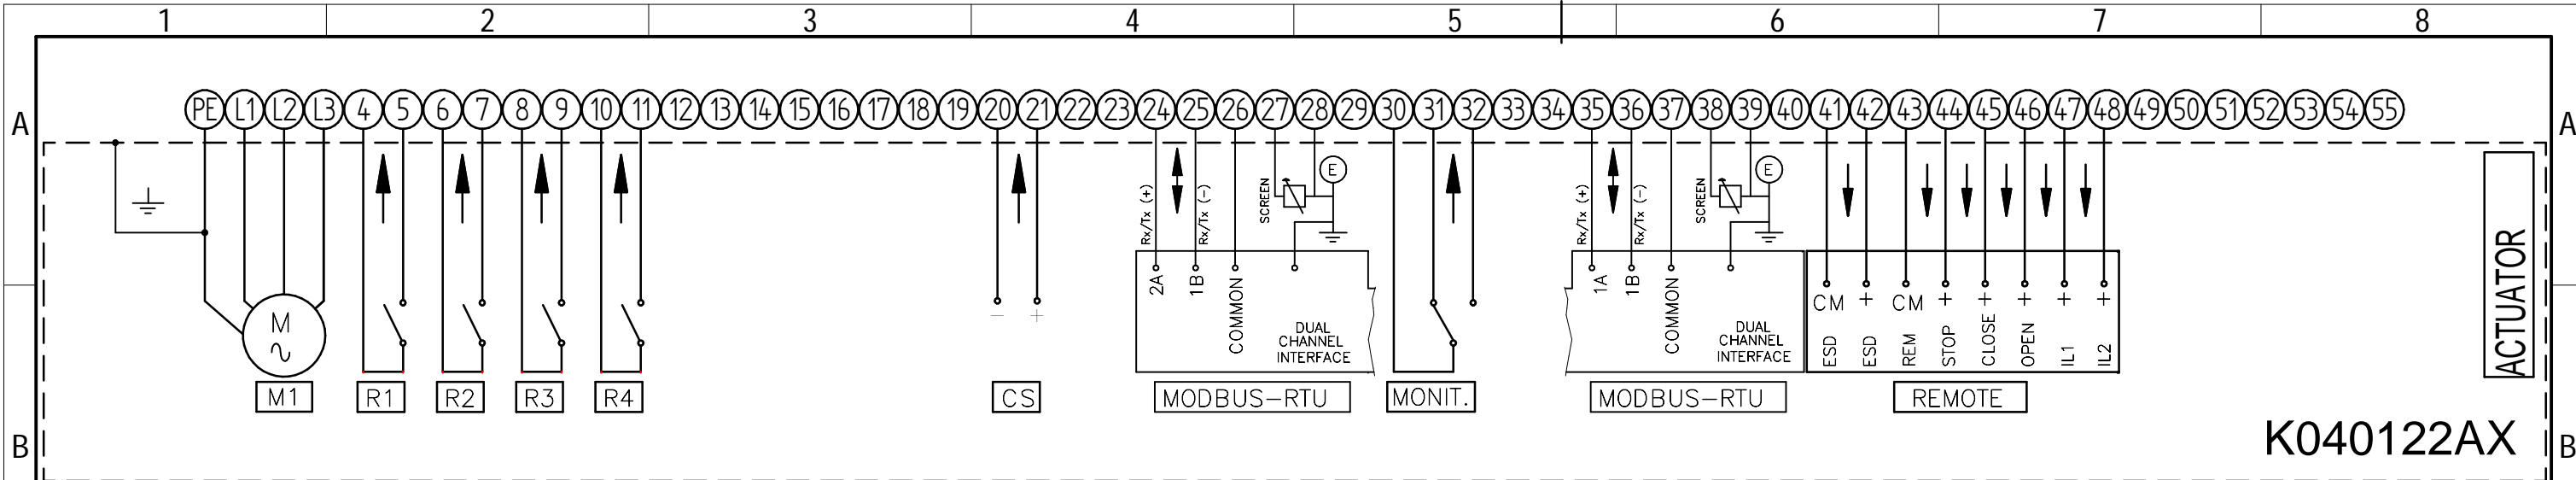 1 2 3 4 5 6 7 8
A PE L1 L2 L3 4 5 6 7 8 9 10 11 12 13 14 15 16 17 18 19 20 21 22 23 24 25 26 27 28 29 30 31 32 33 34 35 36 37 38 39 40 41 42 43 44 45 46 47 48 49 50 51 52 53 54 55 A
Rx/Tx (+)
Rx/Tx (-)
SCREEN
E
Rx/Tx (+)
Rx/Tx (-)
SCREEN
E
ACTUATOR
M
∿
- +
2A
1B
COMMON
DUAL
CHANNEL
INTERFACE
1A
1B
COMMON
DUAL
CHANNEL
INTERFACE
CM + CM + + + + +
ESD
ESD
REM
STOP
CLOSE
OPEN
IL1
IL2
M1 R1 R2 R3 R4 CS MODBUS-RTU MONIT. MODBUS-RTU REMOTE
B K040122AX B